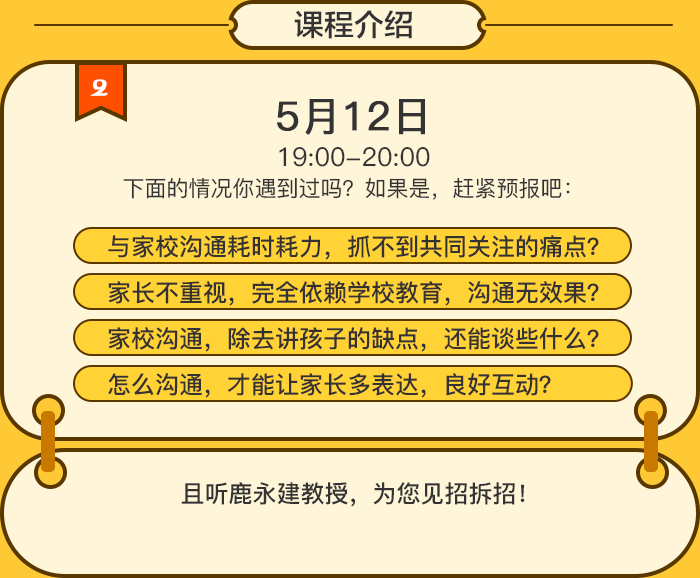 课程介绍
2
5月12日
19:00-20:00
下面的情况你遇到过吗？如果是，赶紧预报吧：
与家校沟通耗时耗力，抓不到共同关注的痛点？
家长不重视，完全依赖学校教育，沟通无效果？
家校沟通，除去讲孩子的缺点，还能谈些什么？
怎么沟通，才能让家长多表达，良好互动？
且听鹿永建教授，为您见招拆招！